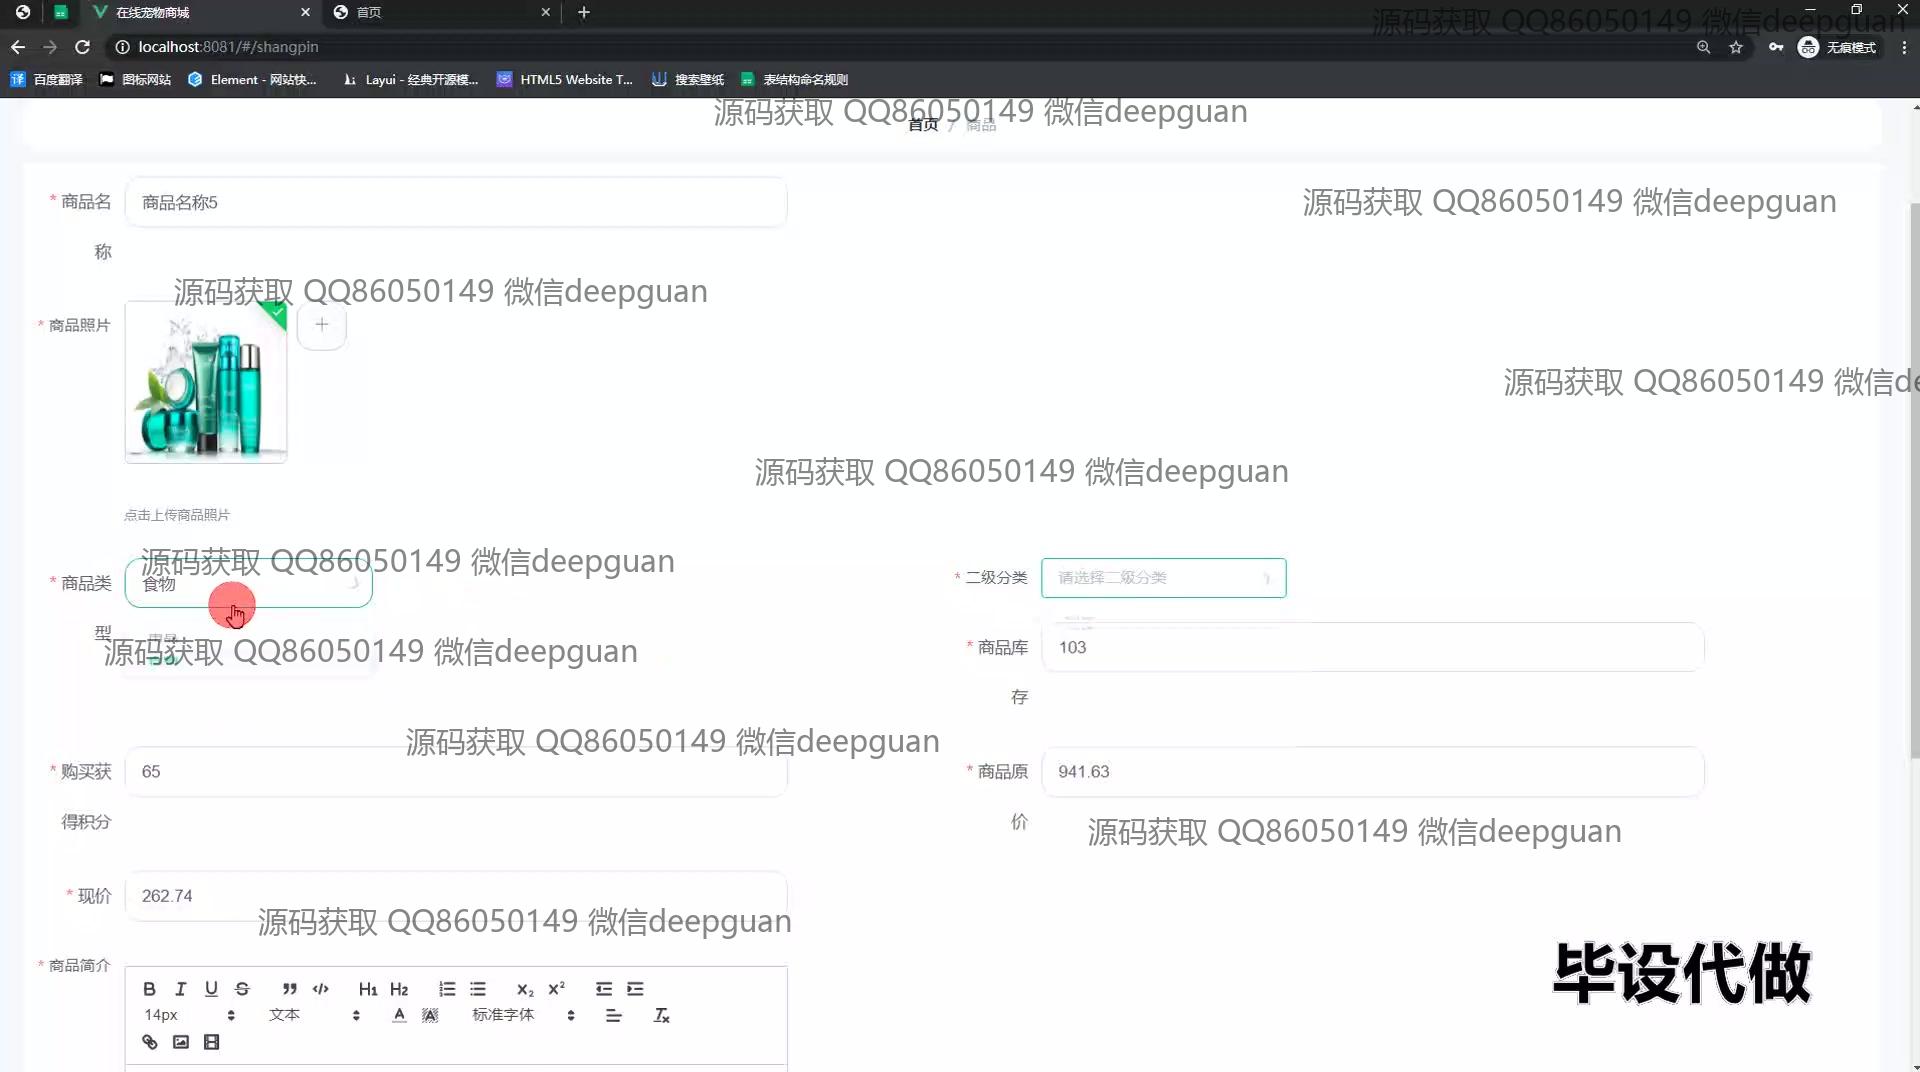 在线宠物商城
首页
localhost:8081/#/shangpin
无痕模式
百度翻译
图标网站
Element - 网站快...
Layui - 经典开源模...
HTML5 Website T...
搜索壁纸
表结构命名规则
源码获取 QQ86050149 微信deepguan
源码获取 QQ86050149 微信deepguan
首页 / 商品
* 商品名称
商品名称5
源码获取 QQ86050149 微信deepguan
源码获取 QQ86050149 微信deepguan
* 商品照片
源码获取 QQ86050149 微信de
源码获取 QQ86050149 微信deepguan
点击上传商品照片
源码获取 QQ86050149 微信deepguan
* 商品类型
食物
* 二级分类
请选择二级分类
源码获取 QQ86050149 微信deepguan
* 商品库存
103
源码获取 QQ86050149 微信deepguan
* 购买获得积分
65
* 商品原价
941.63
源码获取 QQ86050149 微信deepguan
* 现价
262.74
源码获取 QQ86050149 微信deepguan
* 商品简介
毕设代做
B I U S H1 H2 x₂ x²
14px
文本
A
标准字体